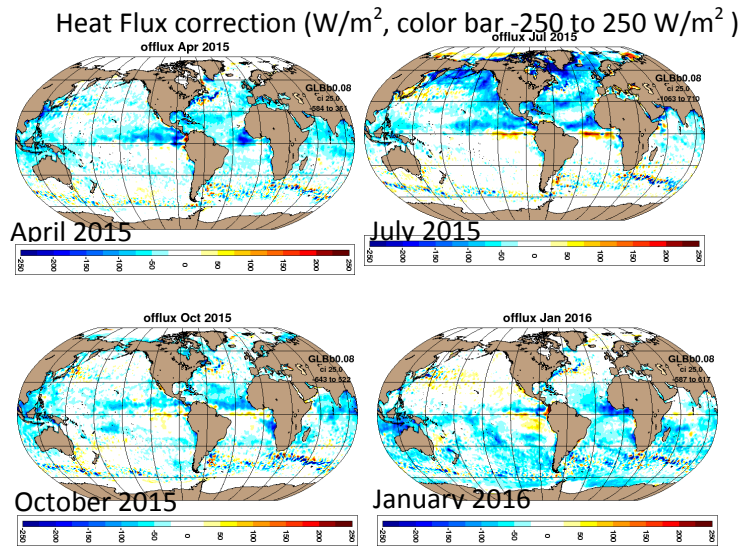 Heat Flux correction (W/m², color bar -250 to 250 W/m² )
offlux Apr 2015
GLBb0.08
ci 25.0
-584 to 351
April 2015
-250 -200 -150 -100 -50 0 50 100 150 200 250
offlux Jul 2015
GLBb0.08
ci 25.0
-1063 to 710
July 2015
-250 -200 -150 -100 -50 0 50 100 150 200 250
offlux Oct 2015
GLBb0.08
ci 25.0
-643 to 522
October 2015
-250 -200 -150 -100 -50 0 50 100 150 200 250
offlux Jan 2016
GLBb0.08
ci 25.0
-587 to 617
January 2016
-250 -200 -150 -100 -50 0 50 100 150 200 250